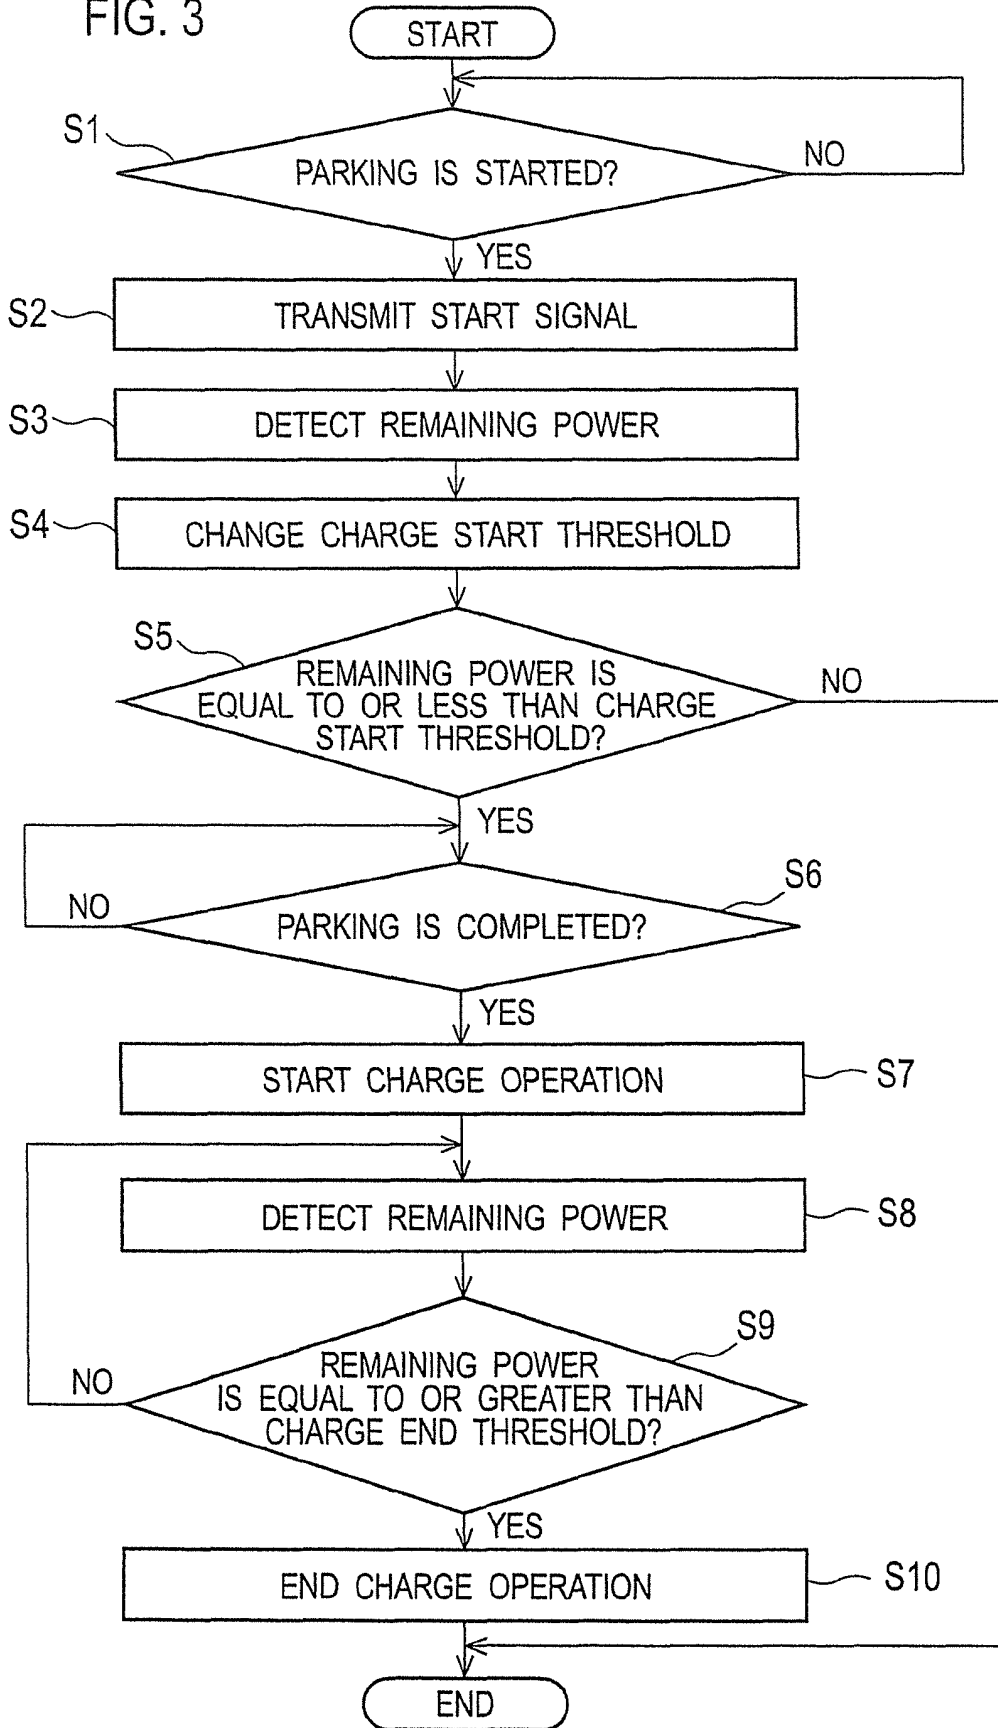 FIG. 3
START
S1
PARKING IS STARTED?
NO
YES
S2
TRANSMIT START SIGNAL
S3
DETECT REMAINING POWER
S4
CHANGE CHARGE START THRESHOLD
S5
REMAINING POWER IS
EQUAL TO OR LESS THAN CHARGE
START THRESHOLD?
NO
YES
S6
NO
PARKING IS COMPLETED?
YES
START CHARGE OPERATION
S7
DETECT REMAINING POWER
S8
S9
NO
REMAINING POWER
IS EQUAL TO OR GREATER THAN
CHARGE END THRESHOLD?
YES
END CHARGE OPERATION
S10
END